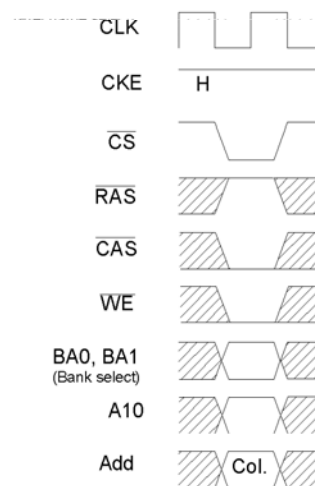 CLK
CKE H
CS
RAS
CAS
WE
BA0, BA1
(Bank select)
A10
Add Col.